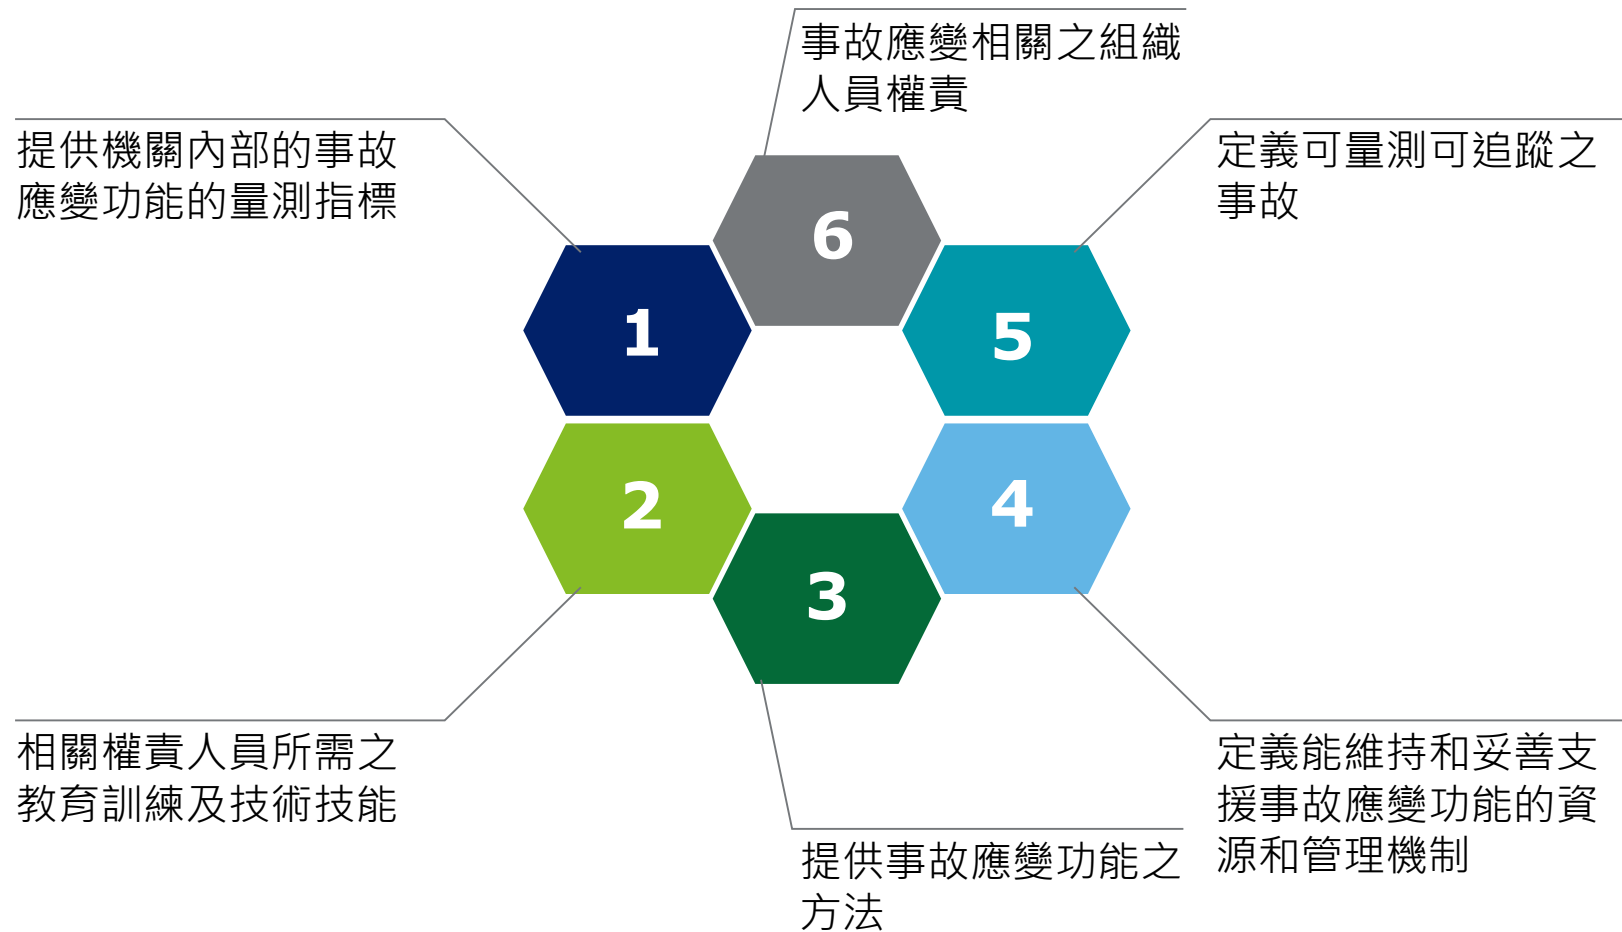 事故應變相關之組織
人員權責
提供機關內部的事故
應變功能的量測指標
定義可量測可追蹤之
事故
6
1
5
2
4
3
相關權責人員所需之
教育訓練及技術技能
定義能維持和妥善支
援事故應變功能的資
源和管理機制
提供事故應變功能之
方法